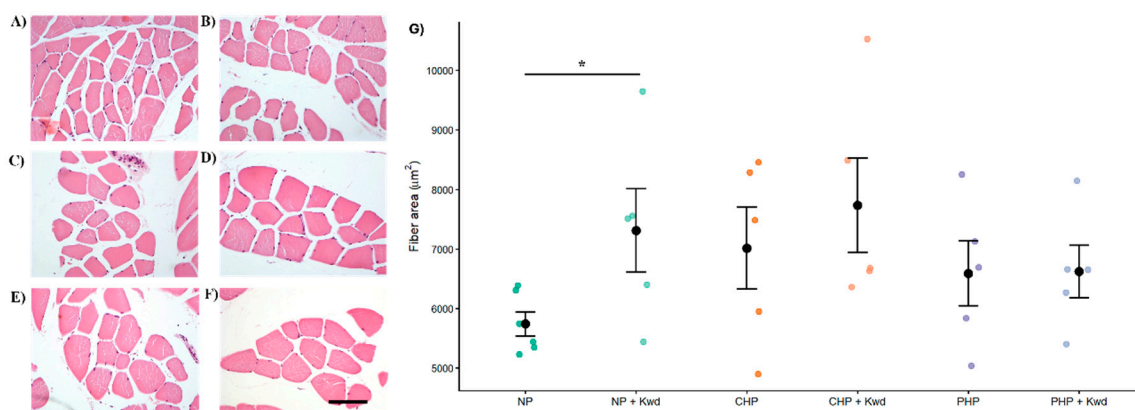 A)
B)
C)
D)
E)
F)
G)
*
Fiber area (µm²)
10000
9000
8000
7000
6000
5000
NP
NP + Kwd
CHP
CHP + Kwd
PHP
PHP + Kwd